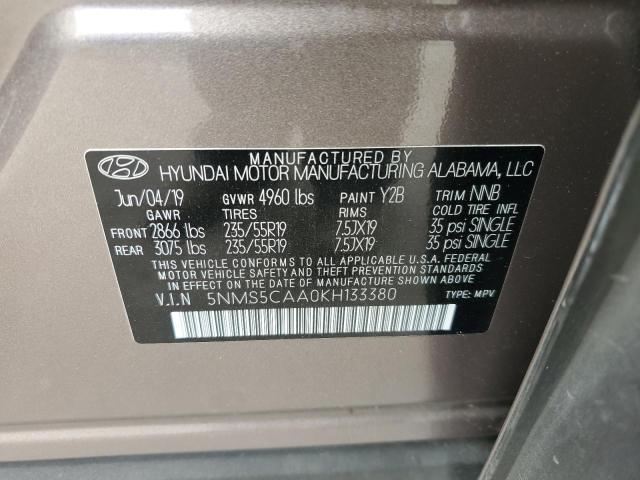 MANUFACTURED BY
HYUNDAI MOTOR MANUFACTURING ALABAMA, LLC
Jun/04/19 GVWR 4960 lbs PAINT Y2B TRIM NNB
GAWR TIRES RIMS COLD TIRE INFL
FRONT 2866 lbs 235/55R19 7.5JX19 35 psi SINGLE
REAR 3075 lbs 235/55R19 7.5JX19 35 psi SINGLE
THIS VEHICLE CONFORMS TO ALL APPLICABLE U.S.A. FEDERAL
MOTOR VEHICLE SAFETY, BUMPER, AND THEFT PREVENTION STANDARDS
IN EFFECT ON THE DATE OF MANUFACTURE SHOWN ABOVE.
V.I.N 5NMS5CAA0KH133380 TYPE: MPV